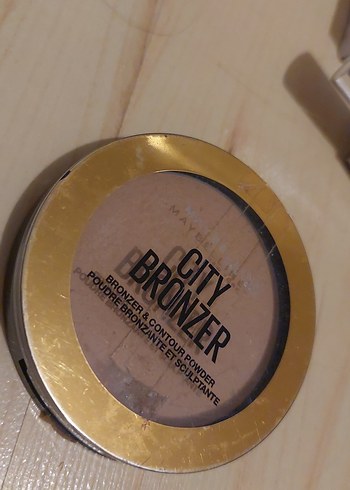 MAYBELLINE
CITY
BRONZER
BRONZER & CONTOUR POWDER
POUDRE BRONZANTE ET SCULPTANTE